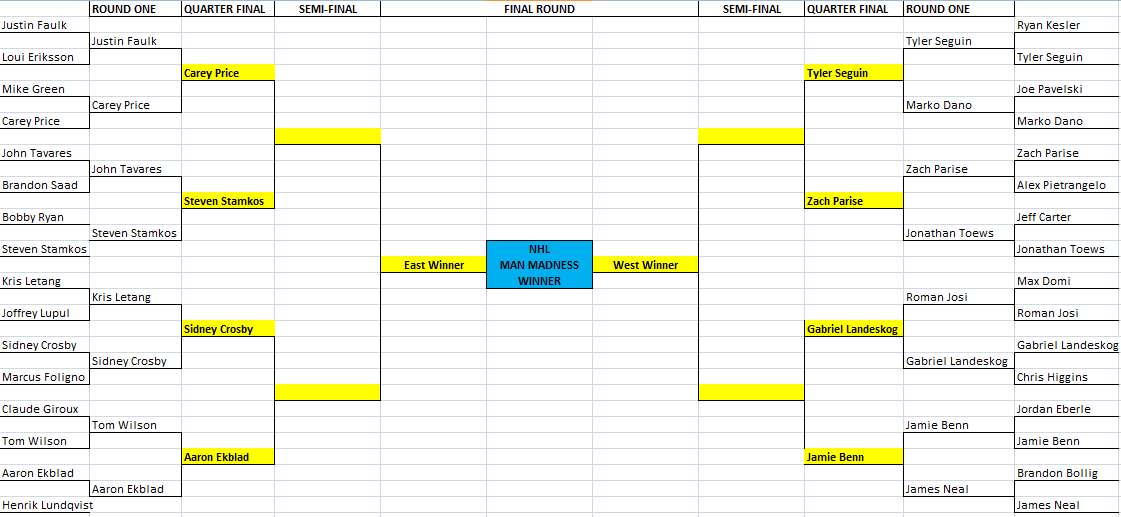 ROUND ONE QUARTER FINAL SEMI-FINAL FINAL ROUND SEMI-FINAL QUARTER FINAL ROUND ONE
Justin Faulk Ryan Kesler
Justin Faulk Tyler Seguin
Loui Eriksson Tyler Seguin
Carey Price Tyler Seguin
Mike Green Joe Pavelski
Carey Price Marko Dano
Carey Price Marko Dano
John Tavares Zach Parise
John Tavares Zach Parise
Brandon Saad Alex Pietrangelo
Steven Stamkos Zach Parise
Bobby Ryan Jeff Carter
Steven Stamkos Jonathan Toews
Steven Stamkos NHL Jonathan Toews
East Winner MAN MADNESS West Winner
Kris Letang WINNER Max Domi
Kris Letang Roman Josi
Joffrey Lupul Roman Josi
Sidney Crosby Gabriel Landeskog
Sidney Crosby Gabriel Landeskog
Sidney Crosby Gabriel Landeskog
Marcus Foligno Chris Higgins
Claude Giroux Jordan Eberle
Tom Wilson Jamie Benn
Tom Wilson Jamie Benn
Aaron Ekblad Jamie Benn
Aaron Ekblad Brandon Bollig
Aaron Ekblad James Neal
Henrik Lundqvist James Neal